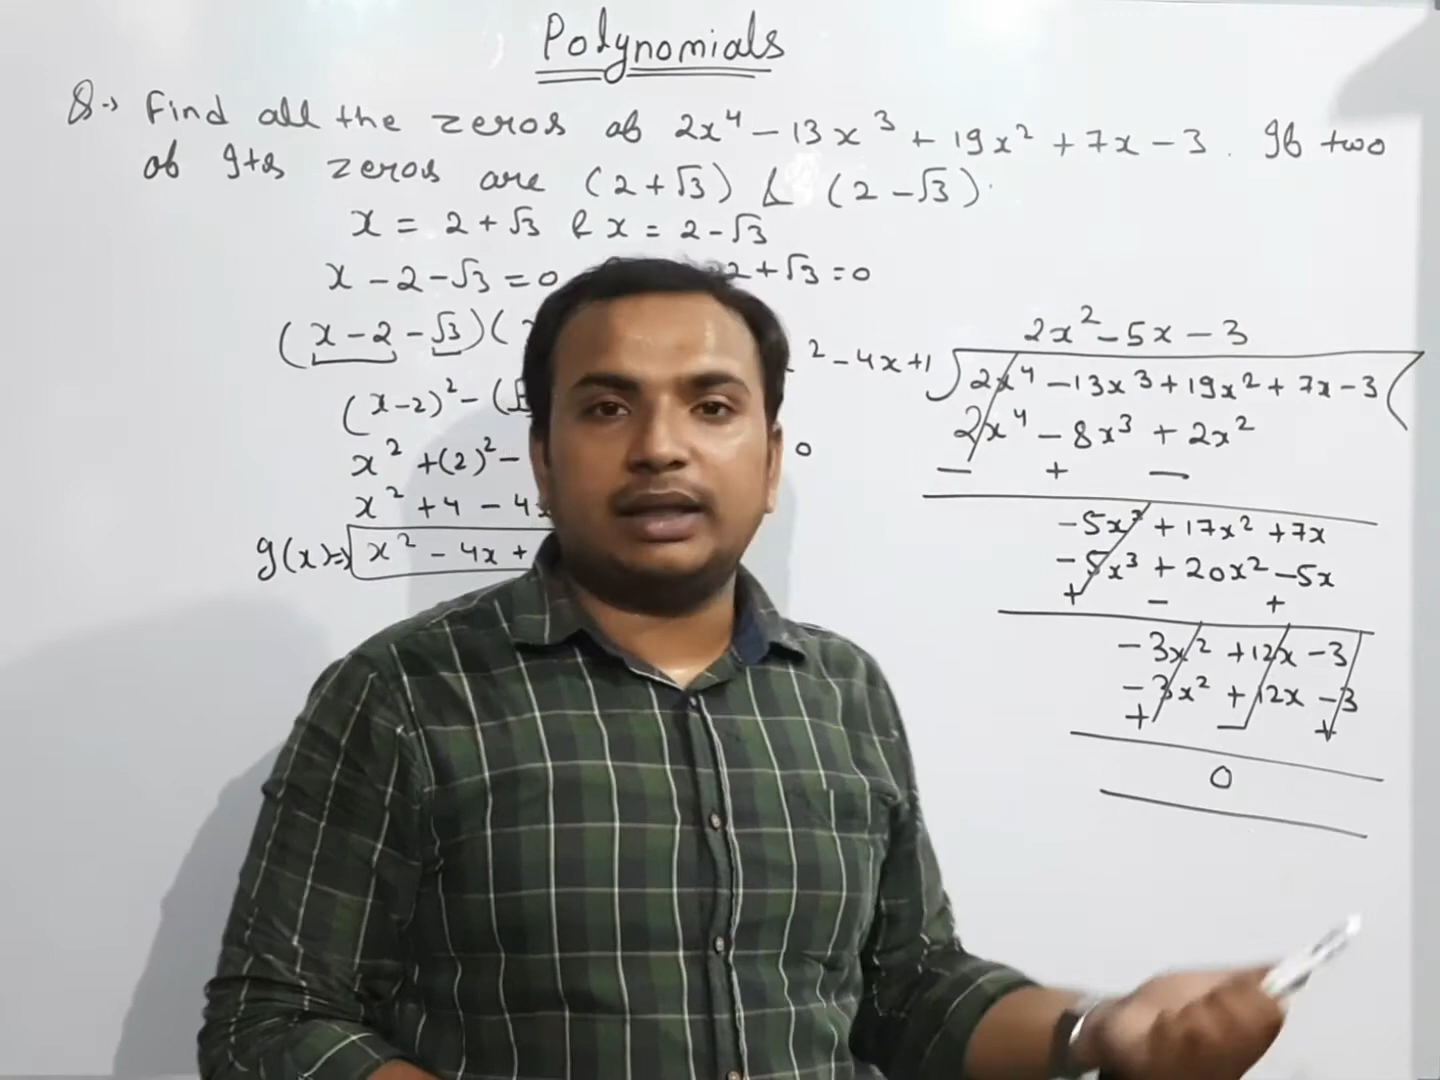 Polynomials
Q→ Find all the zeros of 2x⁴ - 13x³ + 19x² + 7x - 3. If two
of Its zeros are (2 + √3) & (2 - √3).
x = 2 + √3 & x = 2 - √3
x - 2 - √3 = 0 2 + √3 = 0
(x - 2 - √3)(
(x - 2)² - (
x² + (2)² - 0
x² + 4 - 4
g(x) ⇒ x² - 4x +
2x² - 5x - 3
² - 4x + 1 ) 2x⁴ - 13x³ + 19x² + 7x - 3 (
2x⁴ - 8x³ + 2x²
- + -
-5x³ + 17x² + 7x
-5x³ + 20x² - 5x
+ - +
-3x² + 12x - 3
-3x² + 12x - 3
+ - +
0